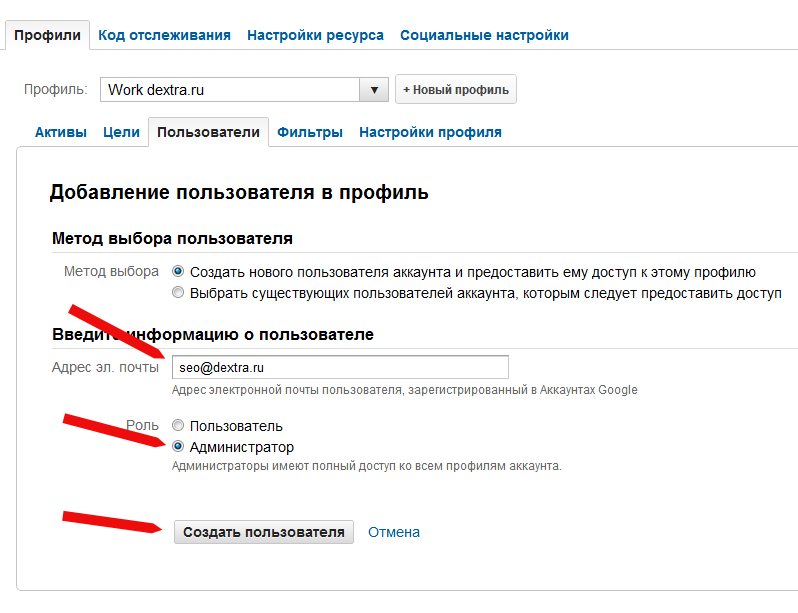 Профили Код отслеживания Настройки ресурса Социальные настройки
Профиль: Work dextra.ru ▼ + Новый профиль
Активы Цели Пользователи Фильтры Настройки профиля
Добавление пользователя в профиль
Метод выбора пользователя
Метод выбора Создать нового пользователя аккаунта и предоставить ему доступ к этому профилю
Выбрать существующих пользователей аккаунта, которым следует предоставить доступ
Введите информацию о пользователе
Адрес эл. почты seo@dextra.ru
Адрес электронной почты пользователя, зарегистрированный в Аккаунтах Google
Роль Пользователь
Администратор
Администраторы имеют полный доступ ко всем профилям аккаунта.
Создать пользователя Отмена